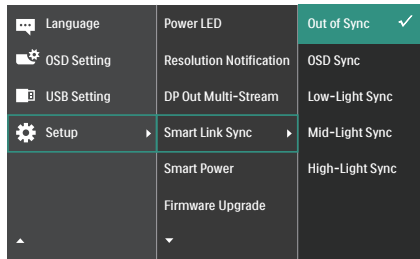 Language
OSD Setting
USB Setting
Setup
Power LED
Resolution Notification
DP Out Multi-Stream
Smart Link Sync
Smart Power
Firmware Upgrade
Out of Sync
OSD Sync
Low-Light Sync
Mid-Light Sync
High-Light Sync